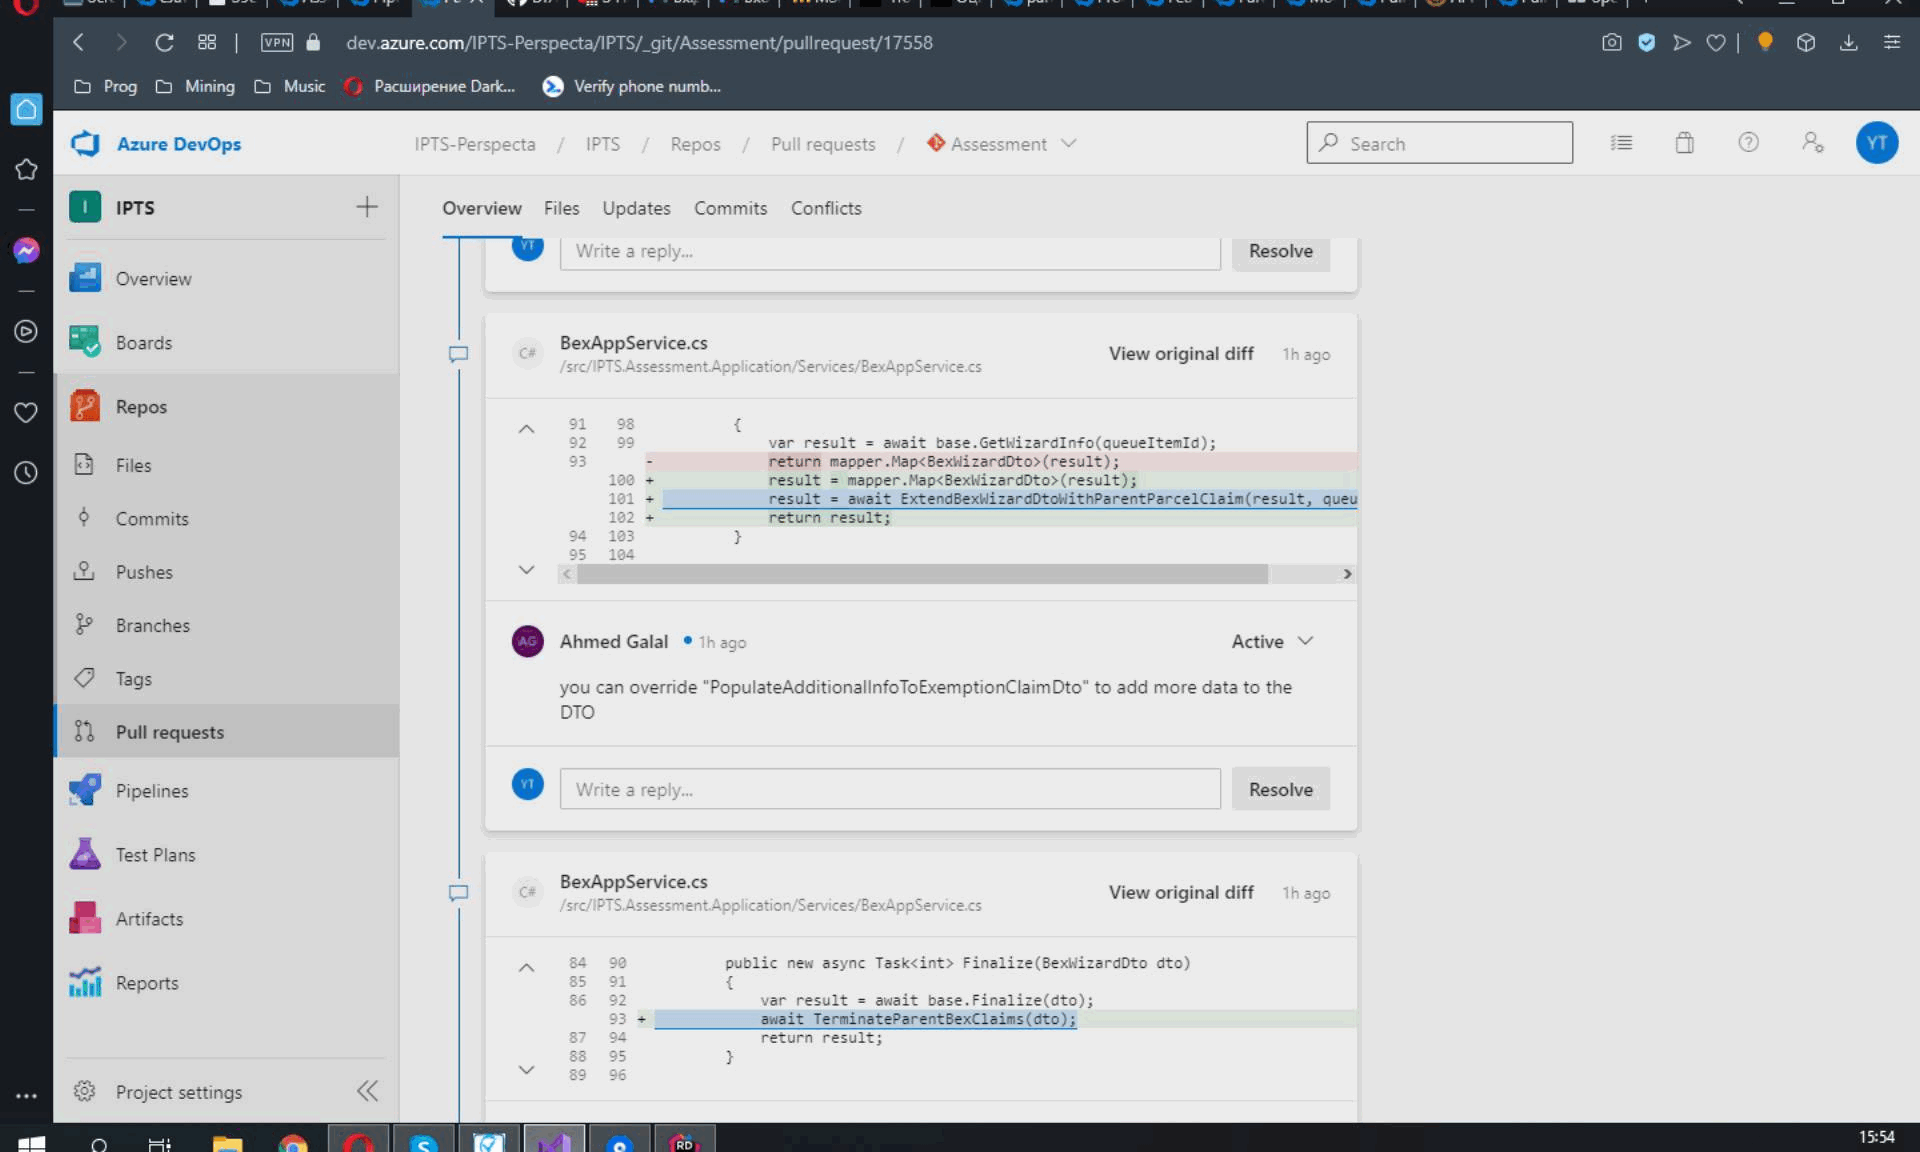 VPN
dev.azure.com/IPTS-Perspecta/IPTS/_git/Assessment/pullrequest/17558
Prog
Mining
Music
Расширение Dark...
Verify phone numb...
Azure DevOps
IPTS-Perspecta / IPTS / Repos / Pull requests / Assessment
Search
YT
I
IPTS
Overview
Files
Updates
Commits
Conflicts
Overview
Boards
Repos
Files
Commits
Pushes
Branches
Tags
Pull requests
Pipelines
Test Plans
Artifacts
Reports
Project settings
YT
Write a reply...
Resolve
C#
BexAppService.cs
/src/IPTS.Assessment.Application/Services/BexAppService.cs
View original diff
1h ago
91 98 {
92 99 var result = await base.GetWizardInfo(queueItemId);
93 - return mapper.Map<BexWizardDto>(result);
100 + result = mapper.Map<BexWizardDto>(result);
101 + result = await ExtendBexWizardDtoWithParentParcelClaim(result, queu
102 + return result;
94 103 }
95 104
AG
Ahmed Galal
1h ago
Active
you can override "PopulateAdditionalInfoToExemptionClaimDto" to add more data to the
DTO
YT
Write a reply...
Resolve
C#
BexAppService.cs
/src/IPTS.Assessment.Application/Services/BexAppService.cs
View original diff
1h ago
84 90 public new async Task<int> Finalize(BexWizardDto dto)
85 91 {
86 92 var result = await base.Finalize(dto);
93 + await TerminateParentBexClaims(dto);
87 94 return result;
88 95 }
89 96
RD
15:54